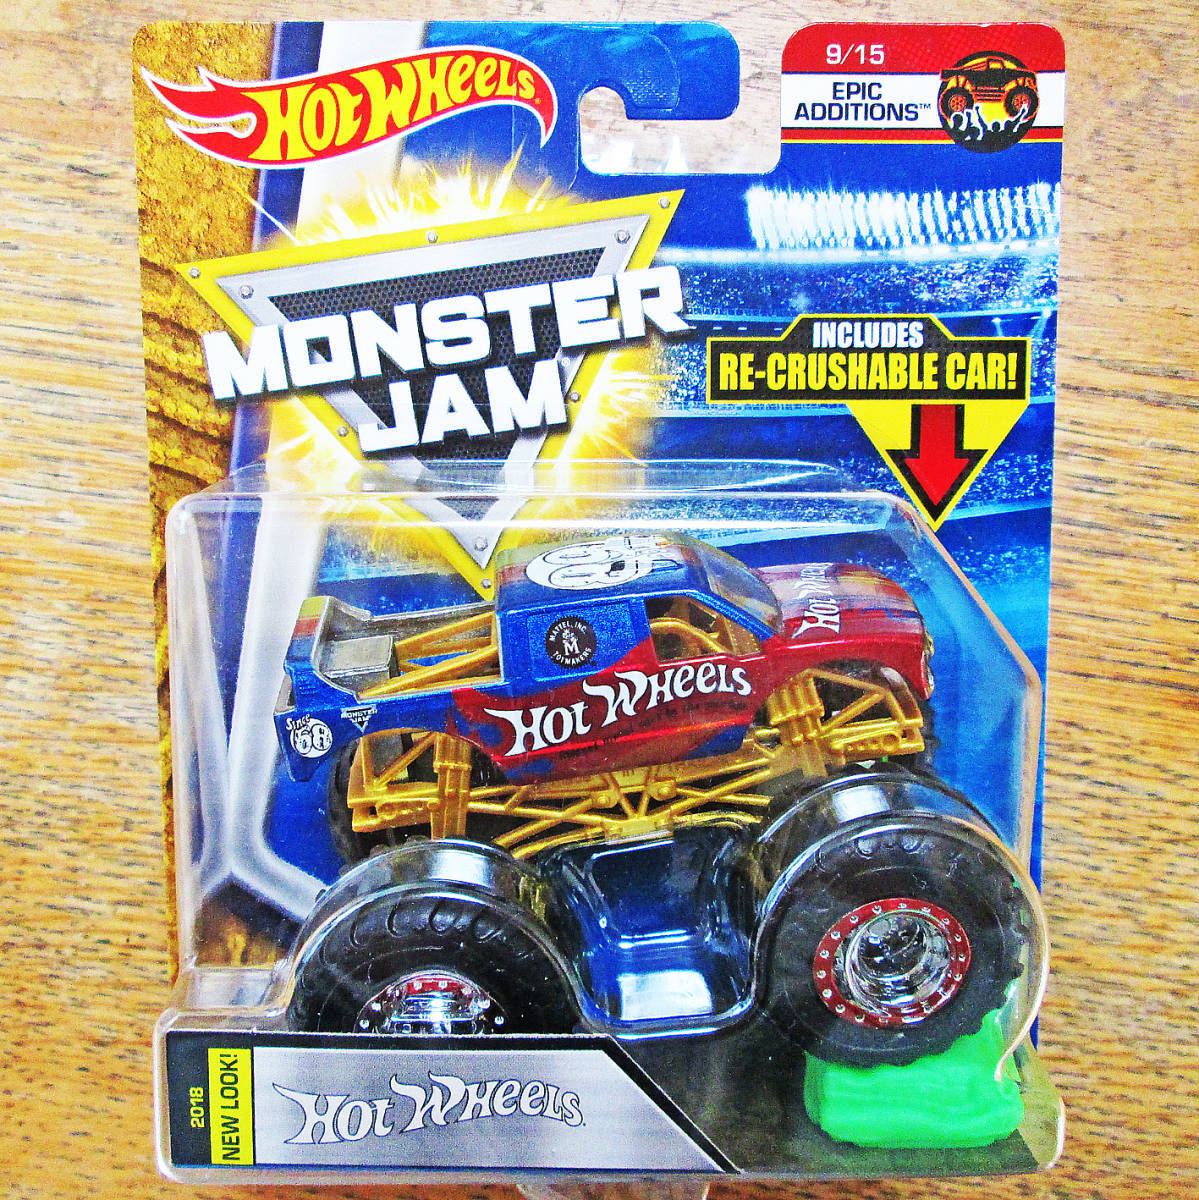 HOT WHEELS
9/15
EPIC
ADDITIONS™
MONSTER
JAM
INCLUDES
RE-CRUSHABLE CAR!
HOT WHEELS
MATTEL, INC.
M
TOYMAKERS
HOT WHEELS
Since
68
MONSTER
JAM
2018
NEW LOOK!
HOT WHEELS